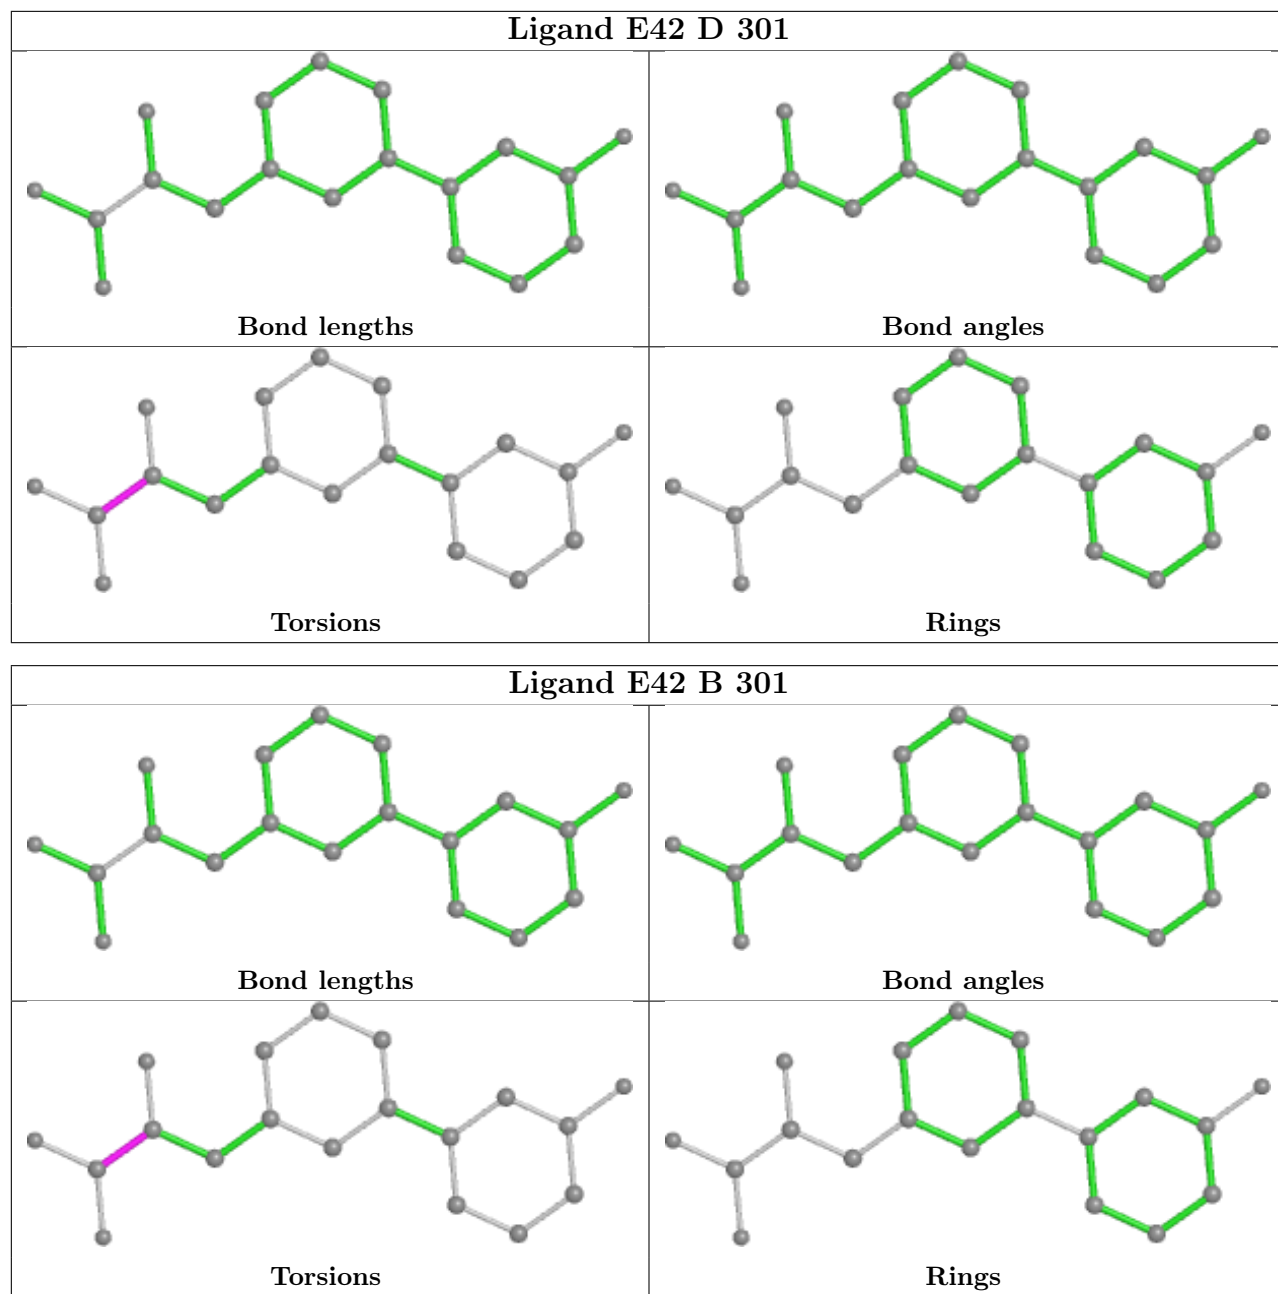 Ligand E42 D 301
Bond lengths
Bond angles
Torsions
Rings
Ligand E42 B 301
Bond lengths
Bond angles
Torsions
Rings